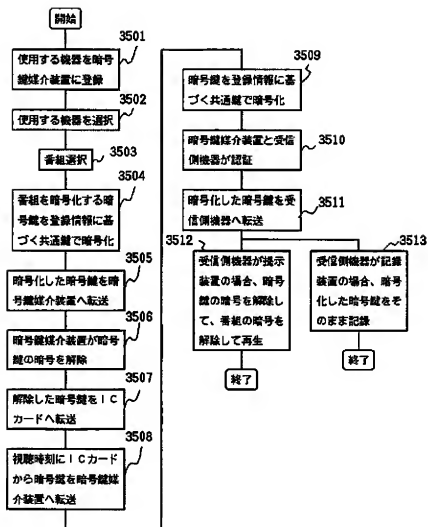 開始
3501
使用する機器を暗号
鍵媒介装置に登録
3502
使用する機器を選択
3503
番組選択
3504
番組を暗号化する暗
号鍵を登録情報に基
づく共通鍵で暗号化
3505
暗号化した暗号鍵を暗
号鍵媒介装置へ転送
3506
暗号鍵媒介装置が暗号
鍵の暗号を解除
3507
解除した暗号鍵をIC
カードへ転送
3508
視聴時刻にICカード
から暗号鍵を暗号鍵媒
介装置へ転送
3509
暗号鍵を登録情報に基
づく共通鍵で暗号化
3510
暗号鍵媒介装置と受信
側機器が認証
3511
暗号化した暗号鍵を受
信側機器へ転送
3512
受信側機器が提示
装置の場合、暗号
鍵の暗号を解除し
て、番組の暗号を
解除して再生
終了
3513
受信側機器が記録
装置の場合、暗号
化した暗号鍵をそ
のまま記録
終了